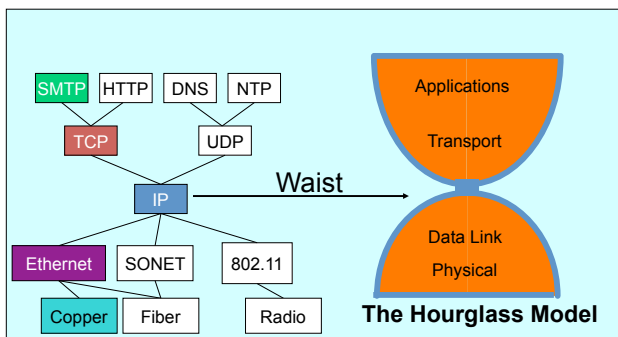 SMTP HTTP DNS NTP
TCP UDP
IP
Waist
Ethernet SONET 802.11
Copper Fiber Radio
Applications
Transport
Data Link
Physical
The Hourglass Model